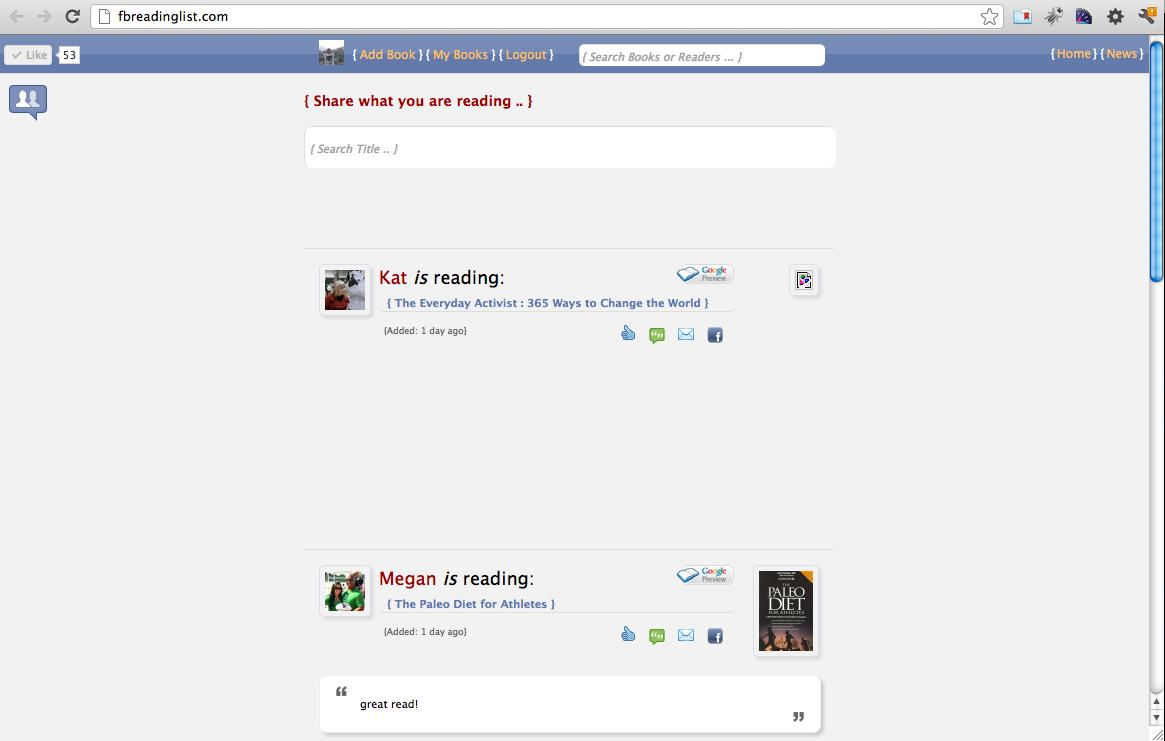 fbreadinglist.com
Like 53 { Add Book } { My Books } { Logout } { Search Books or Readers ... } { Home } { News }
{ Share what you are reading .. }
{ Search Title .. }
Kat is reading:
Google Preview
{ The Everyday Activist : 365 Ways to Change the World }
{Added: 1 day ago}
Megan is reading:
Google Preview
{ The Paleo Diet for Athletes }
{Added: 1 day ago}
THE
PALEO
DIET
FOR ATHLETES
“ great read! ”